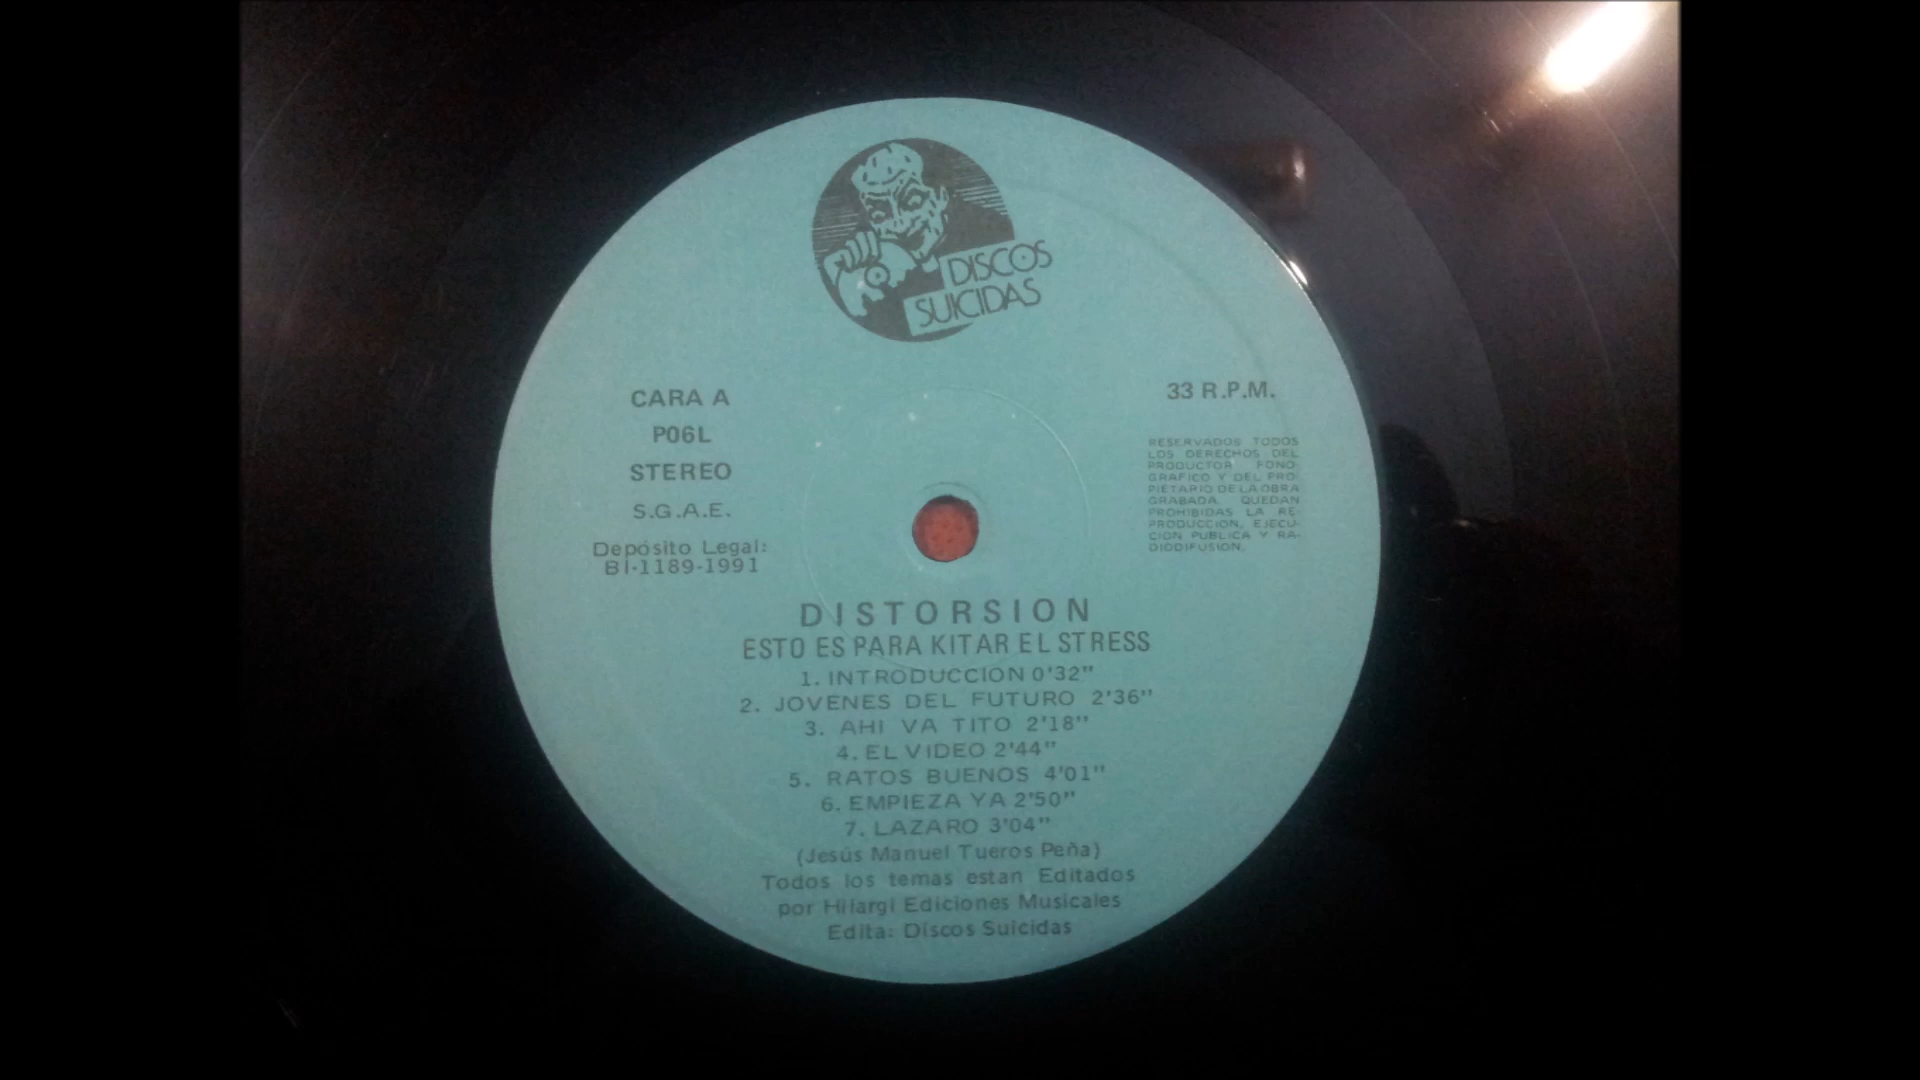 DISCOS
SUICIDAS
CARA A
P06L
STEREO
S.G.A.E.
Depósito Legal:
BI-1189-1991
33 R.P.M.
RESERVADOS TODOS
LOS DERECHOS DEL
PRODUCTOR FONO-
GRAFICO Y DEL PRO-
PIETARIO DE LA OBRA
GRABADA. QUEDAN
PROHIBIDAS LA RE-
PRODUCCION, EJECU-
CION PUBLICA Y RA-
DIODIFUSION.
DISTORSION
ESTO ES PARA KITAR EL STRESS
1. INTRODUCCION 0'32"
2. JOVENES DEL FUTURO 2'36"
3. AHI VA TITO 2'18"
4. EL VIDEO 2'44"
5. RATOS BUENOS 4'01"
6. EMPIEZA YA 2'50"
7. LAZARO 3'04"
(Jesús Manuel Tueros Peña)
Todos los temas estan Editados
por Hilargi Ediciones Musicales
Edita: Discos Suicidas